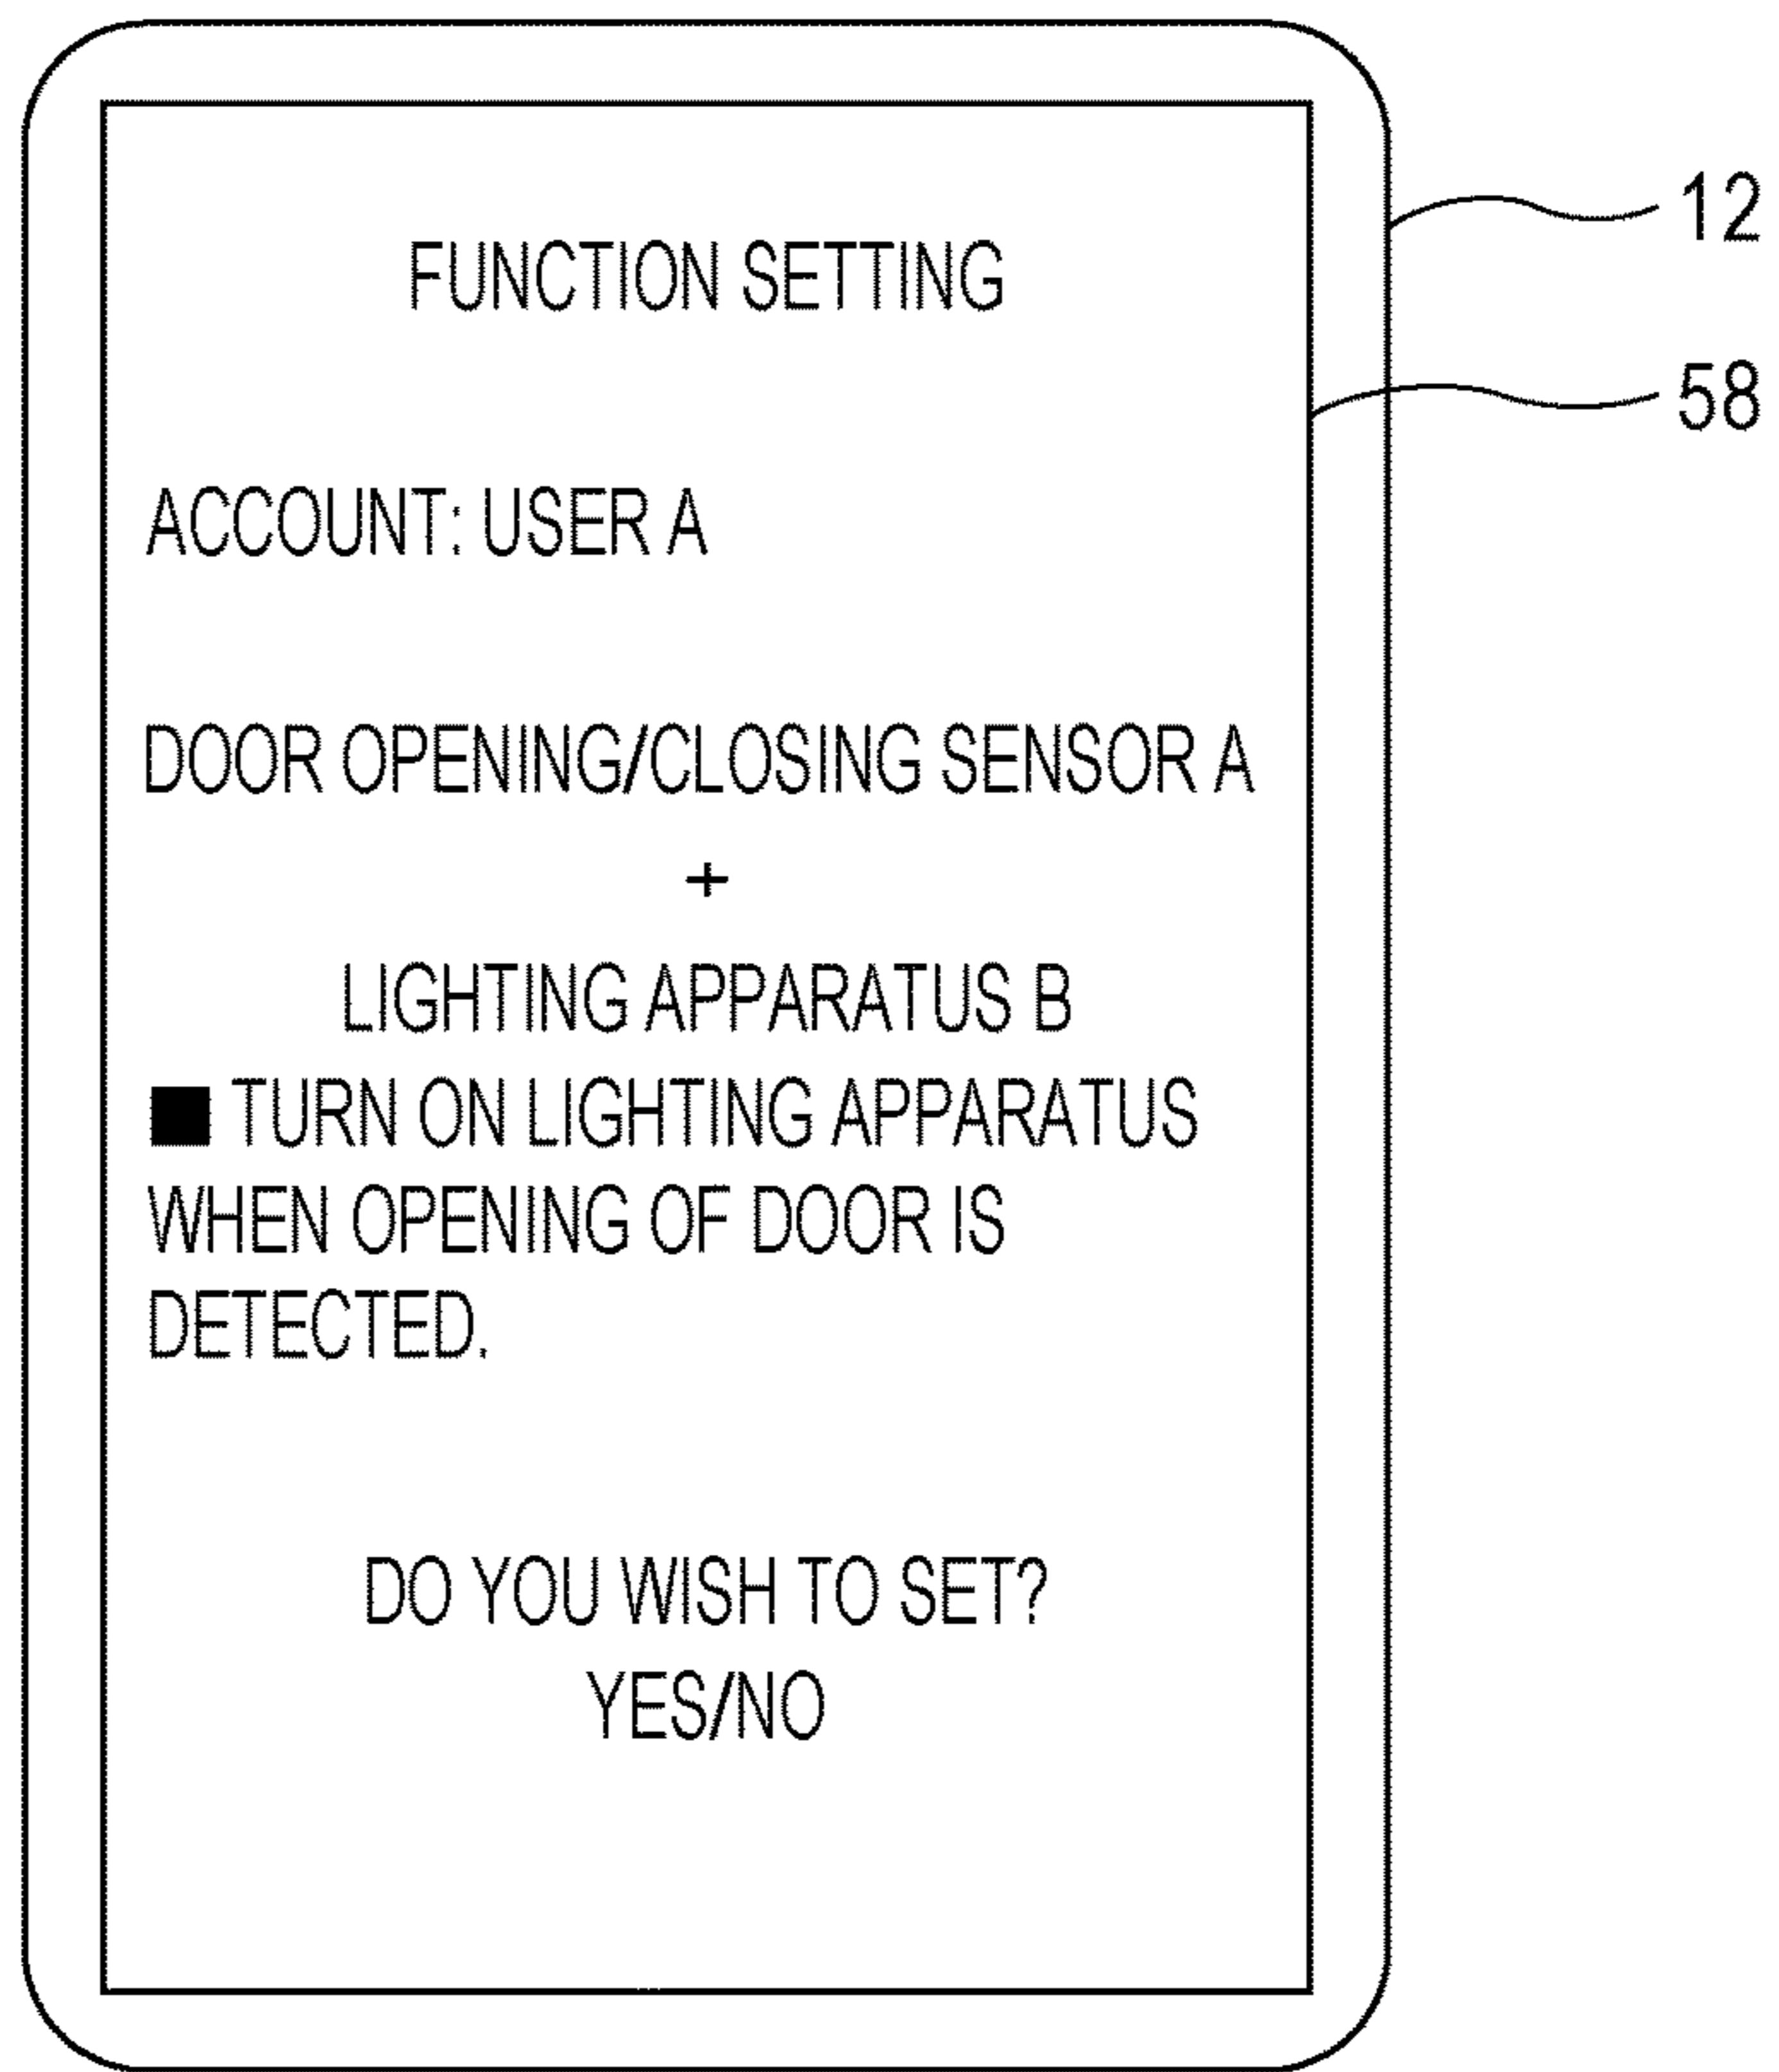 FUNCTION SETTING
12
58
ACCOUNT: USER A
DOOR OPENING/CLOSING SENSOR A
+
LIGHTING APPARATUS B
■ TURN ON LIGHTING APPARATUS
WHEN OPENING OF DOOR IS
DETECTED.
DO YOU WISH TO SET?
YES/NO